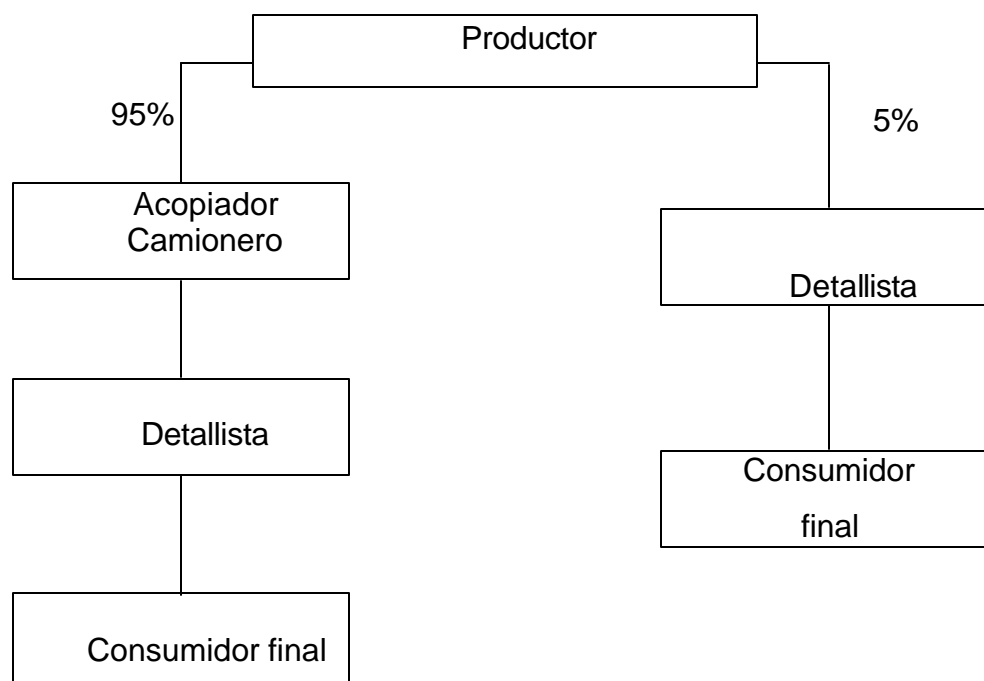 Productor
95%
5%
Acopiador
Camionero
Detallista
Detallista
Consumidor
final
Consumidor final